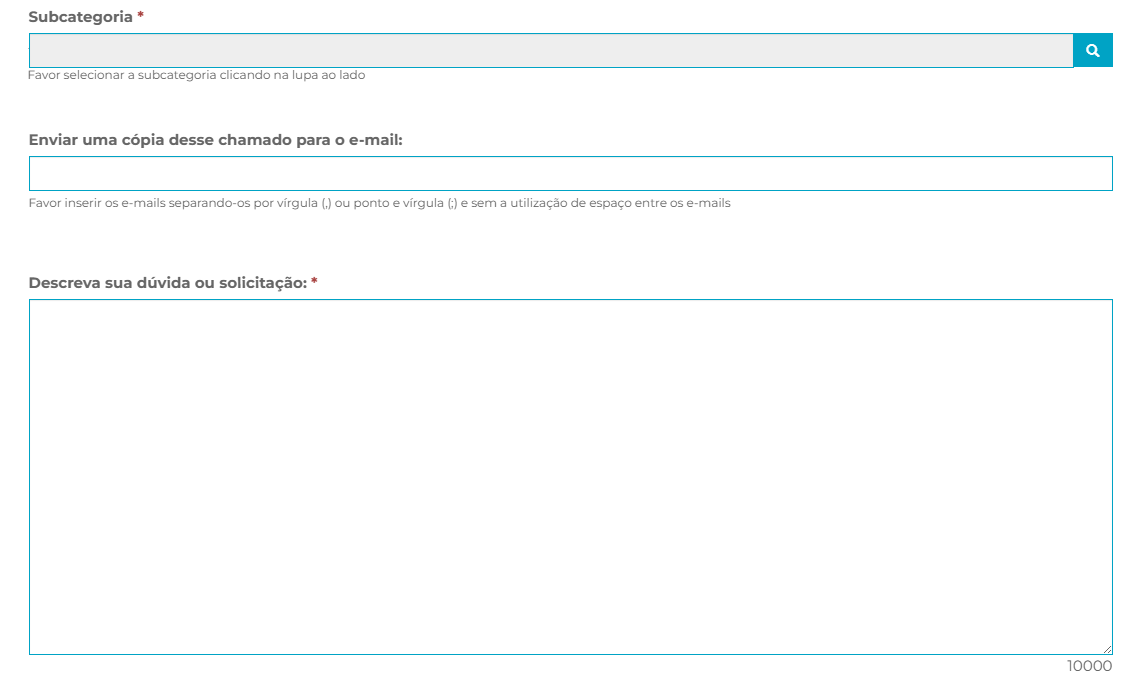 Subcategoria *
Favor selecionar a subcategoria clicando na lupa ao lado
Enviar uma cópia desse chamado para o e-mail:
Favor inserir os e-mails separando-os por vírgula (,) ou ponto e vírgula (;) e sem a utilização de espaço entre os e-mails
Descreva sua dúvida ou solicitação: *
10000